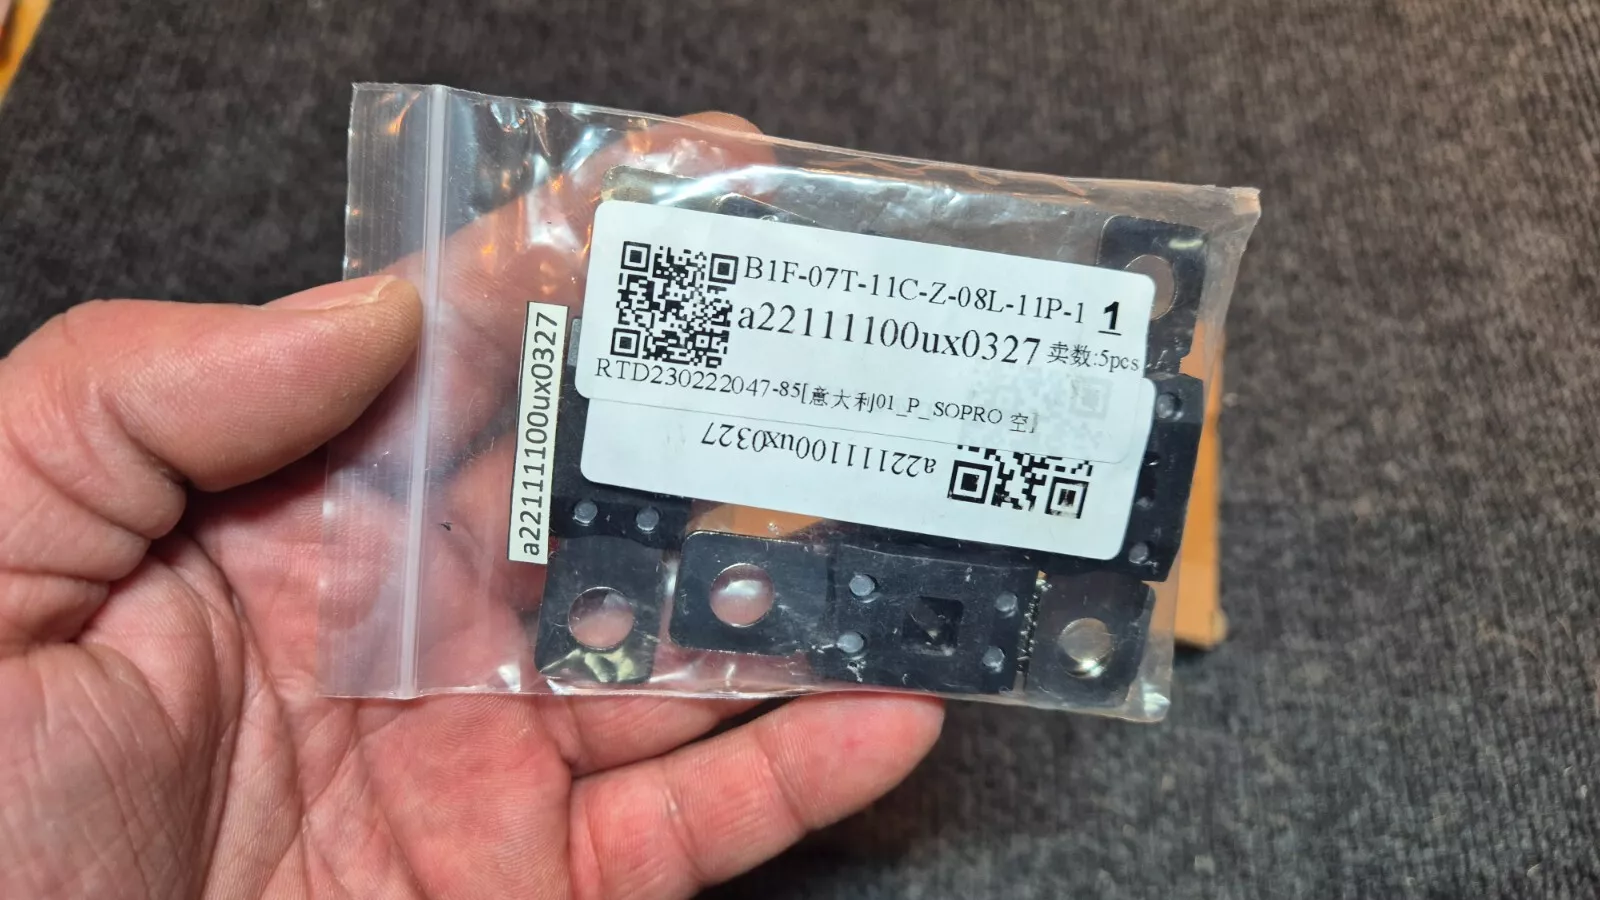 B1F-07T-11C-Z-08L-11P-1 1
a22111100ux0327 卖数:5pcs
RTD230222047-85[意大利01_P_SOPRO 空]
a22111100ux0327
a22111100ux0327